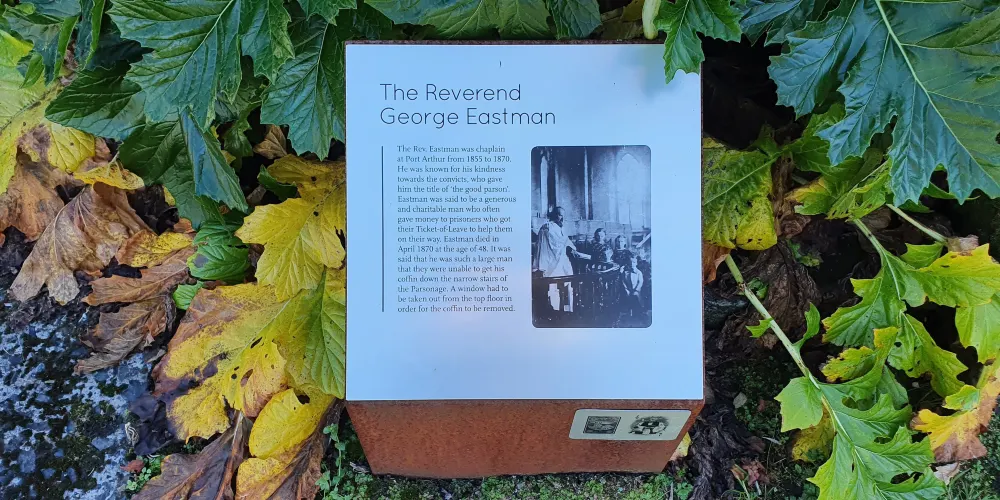 The Reverend
George Eastman
The Rev. Eastman was chaplain
at Port Arthur from 1855 to 1870.
He was known for his kindness
towards the convicts, who gave
him the title of 'the good parson'.
Eastman was said to be a generous
and charitable man who often
gave money to prisoners who got
their Ticket-of-Leave to help them
on their way. Eastman died in
April 1870 at the age of 48. It was
said that he was such a large man
that they were unable to get his
coffin down the narrow stairs of
the Parsonage. A window had to
be taken out from the top floor in
order for the coffin to be removed.